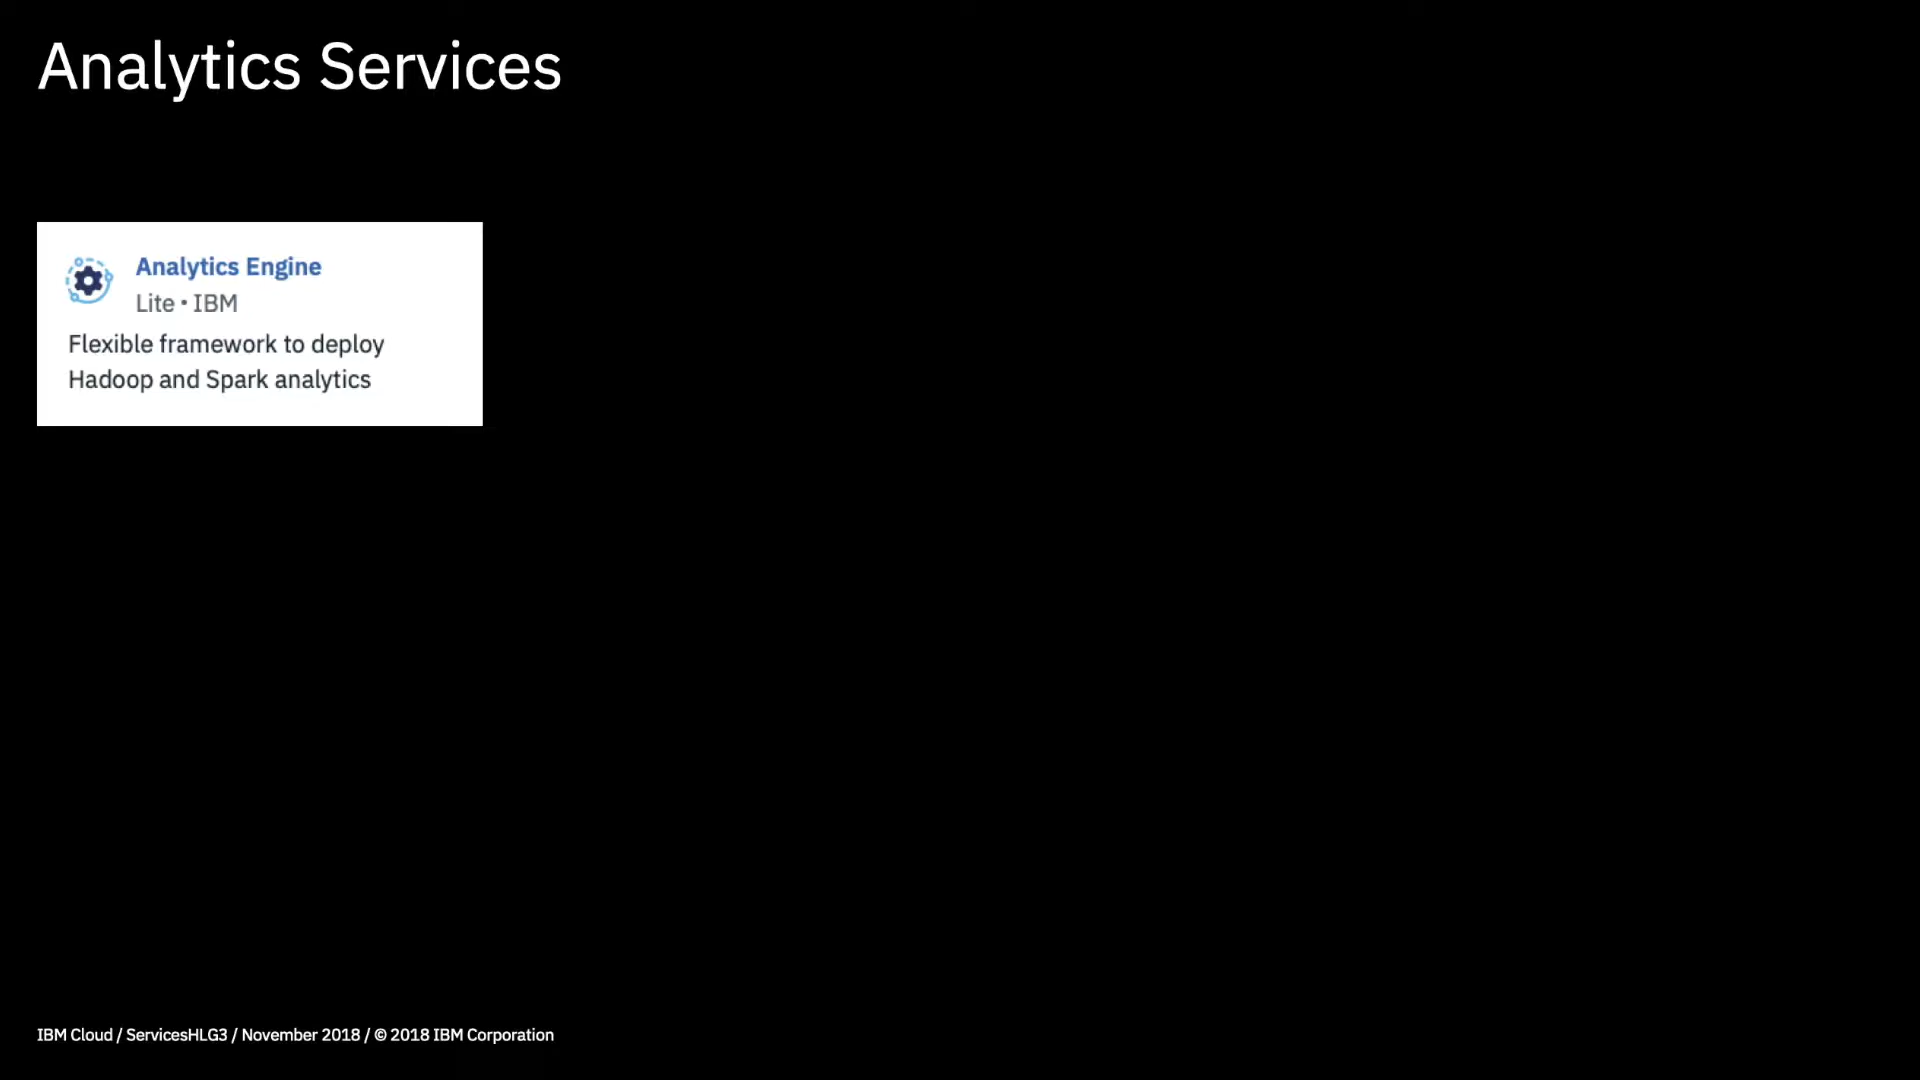 Analytics Services
Analytics Engine
Lite • IBM
Flexible framework to deploy
Hadoop and Spark analytics
IBM Cloud / ServicesHLG3 / November 2018 / © 2018 IBM Corporation